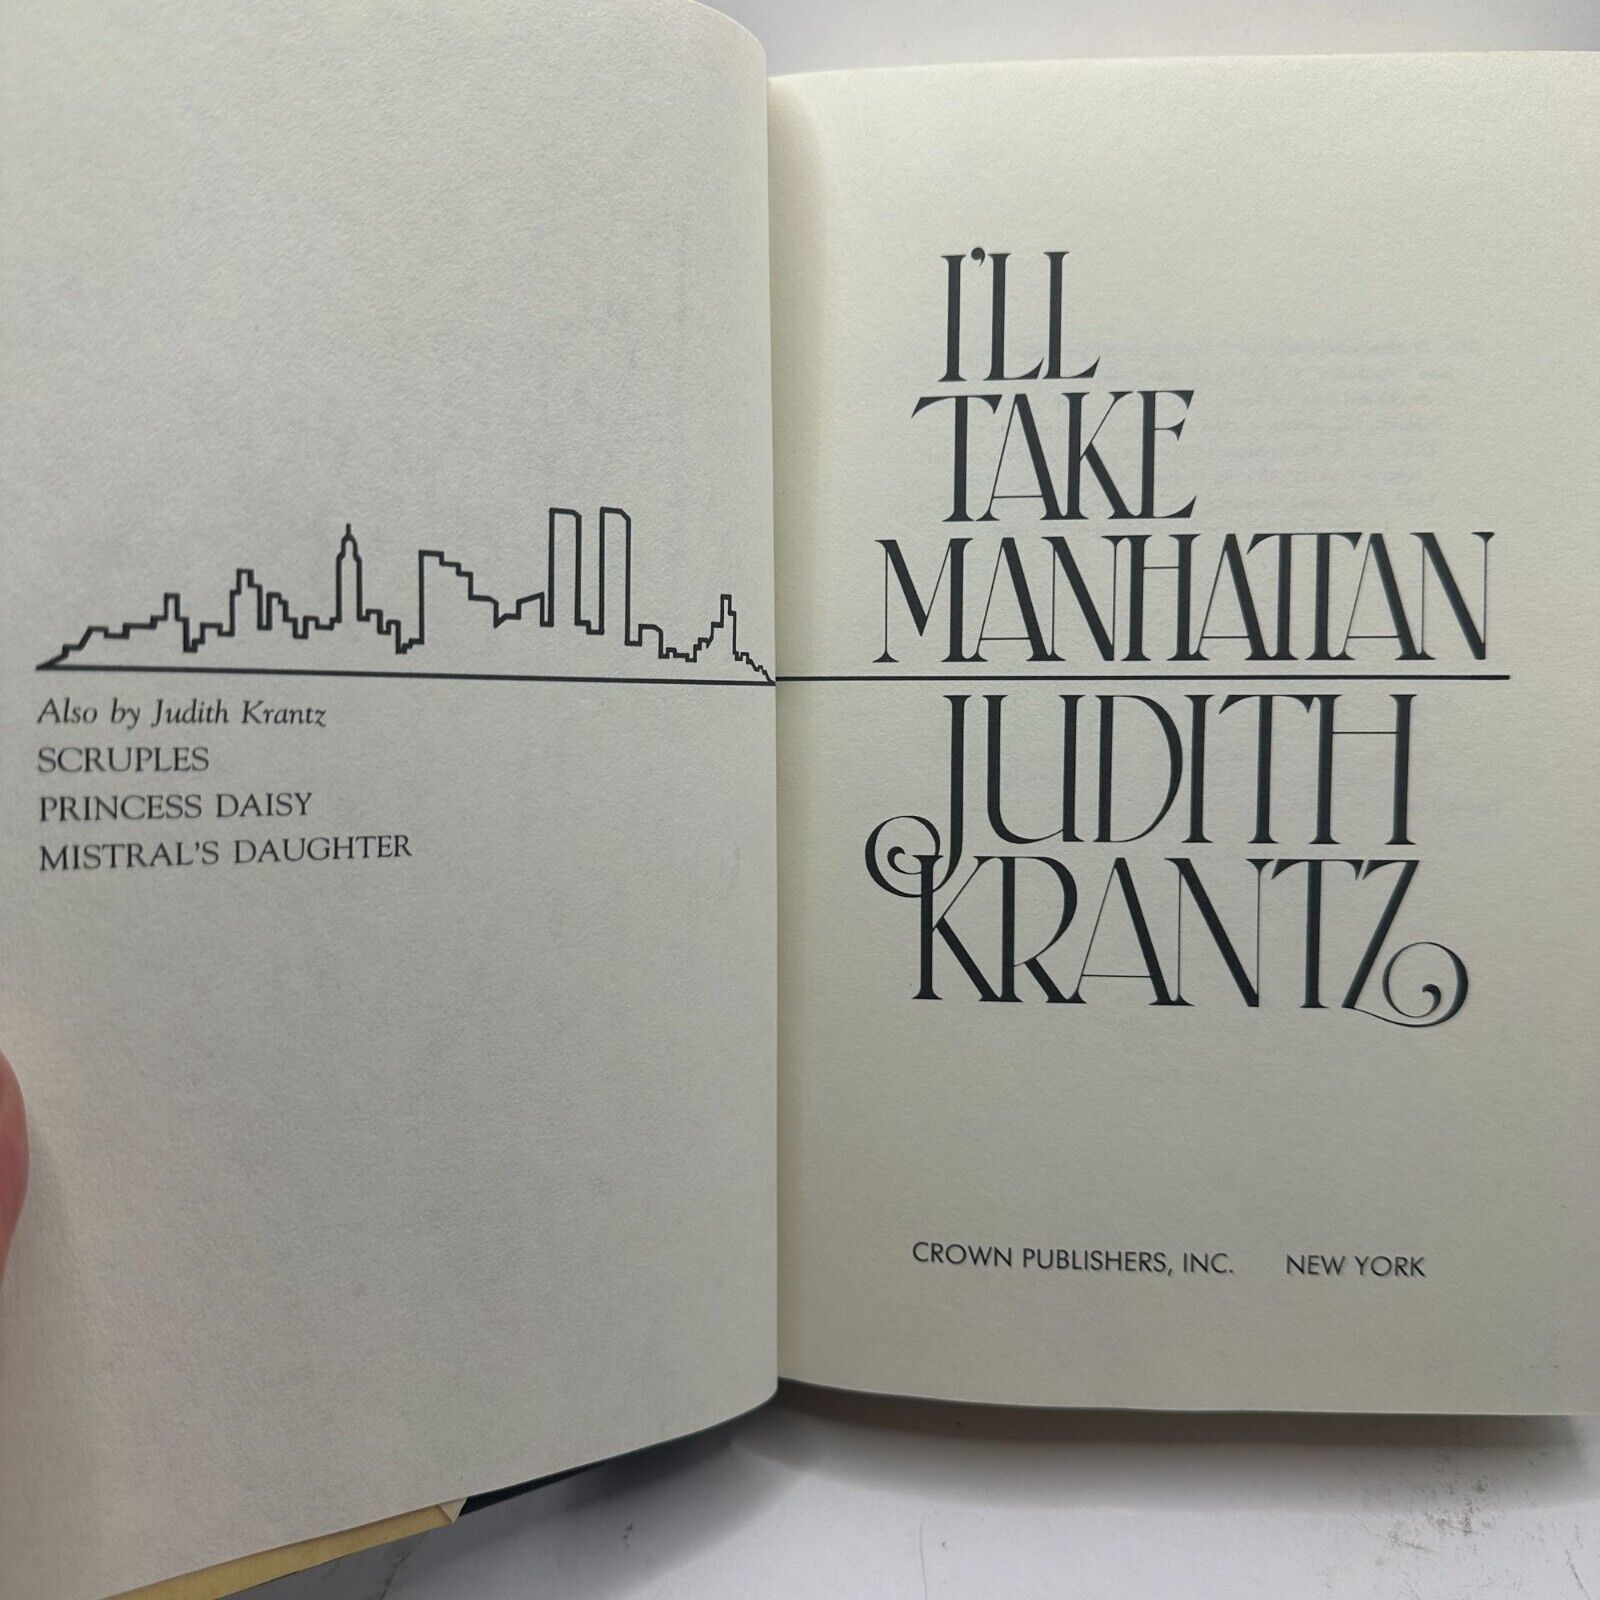 Also by Judith Krantz
SCRUPLES
PRINCESS DAISY
MISTRAL'S DAUGHTER
I'LL
TAKE
MANHATTAN
JUDITH
KRANTZ
CROWN PUBLISHERS, INC. NEW YORK